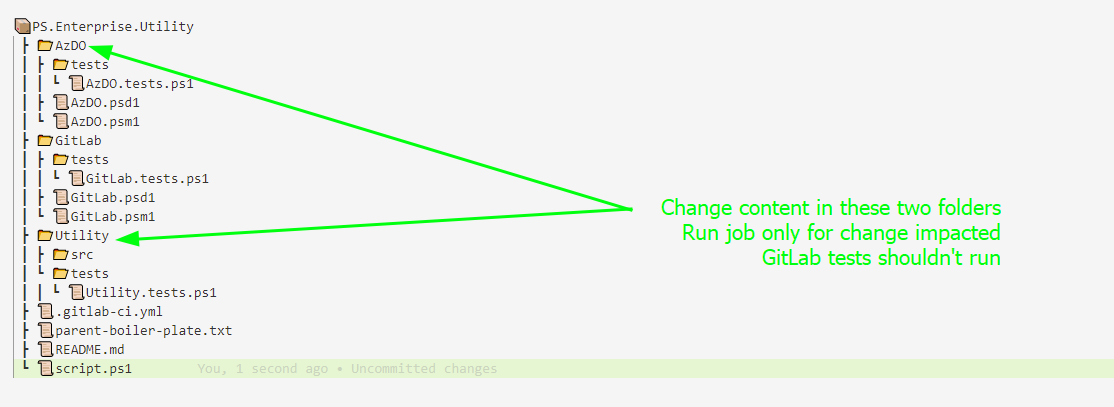 PS.Enterprise.Utility
AzDO
tests
AzDO.tests.ps1
AzDO.psd1
AzDO.psm1
GitLab
tests
GitLab.tests.ps1
GitLab.psd1
GitLab.psm1
Utility
src
tests
Utility.tests.ps1
.gitlab-ci.yml
parent-boiler-plate.txt
README.md
script.ps1 You, 1 second ago • Uncommitted changes
Change content in these two folders
Run job only for change impacted
GitLab tests shouldn't run